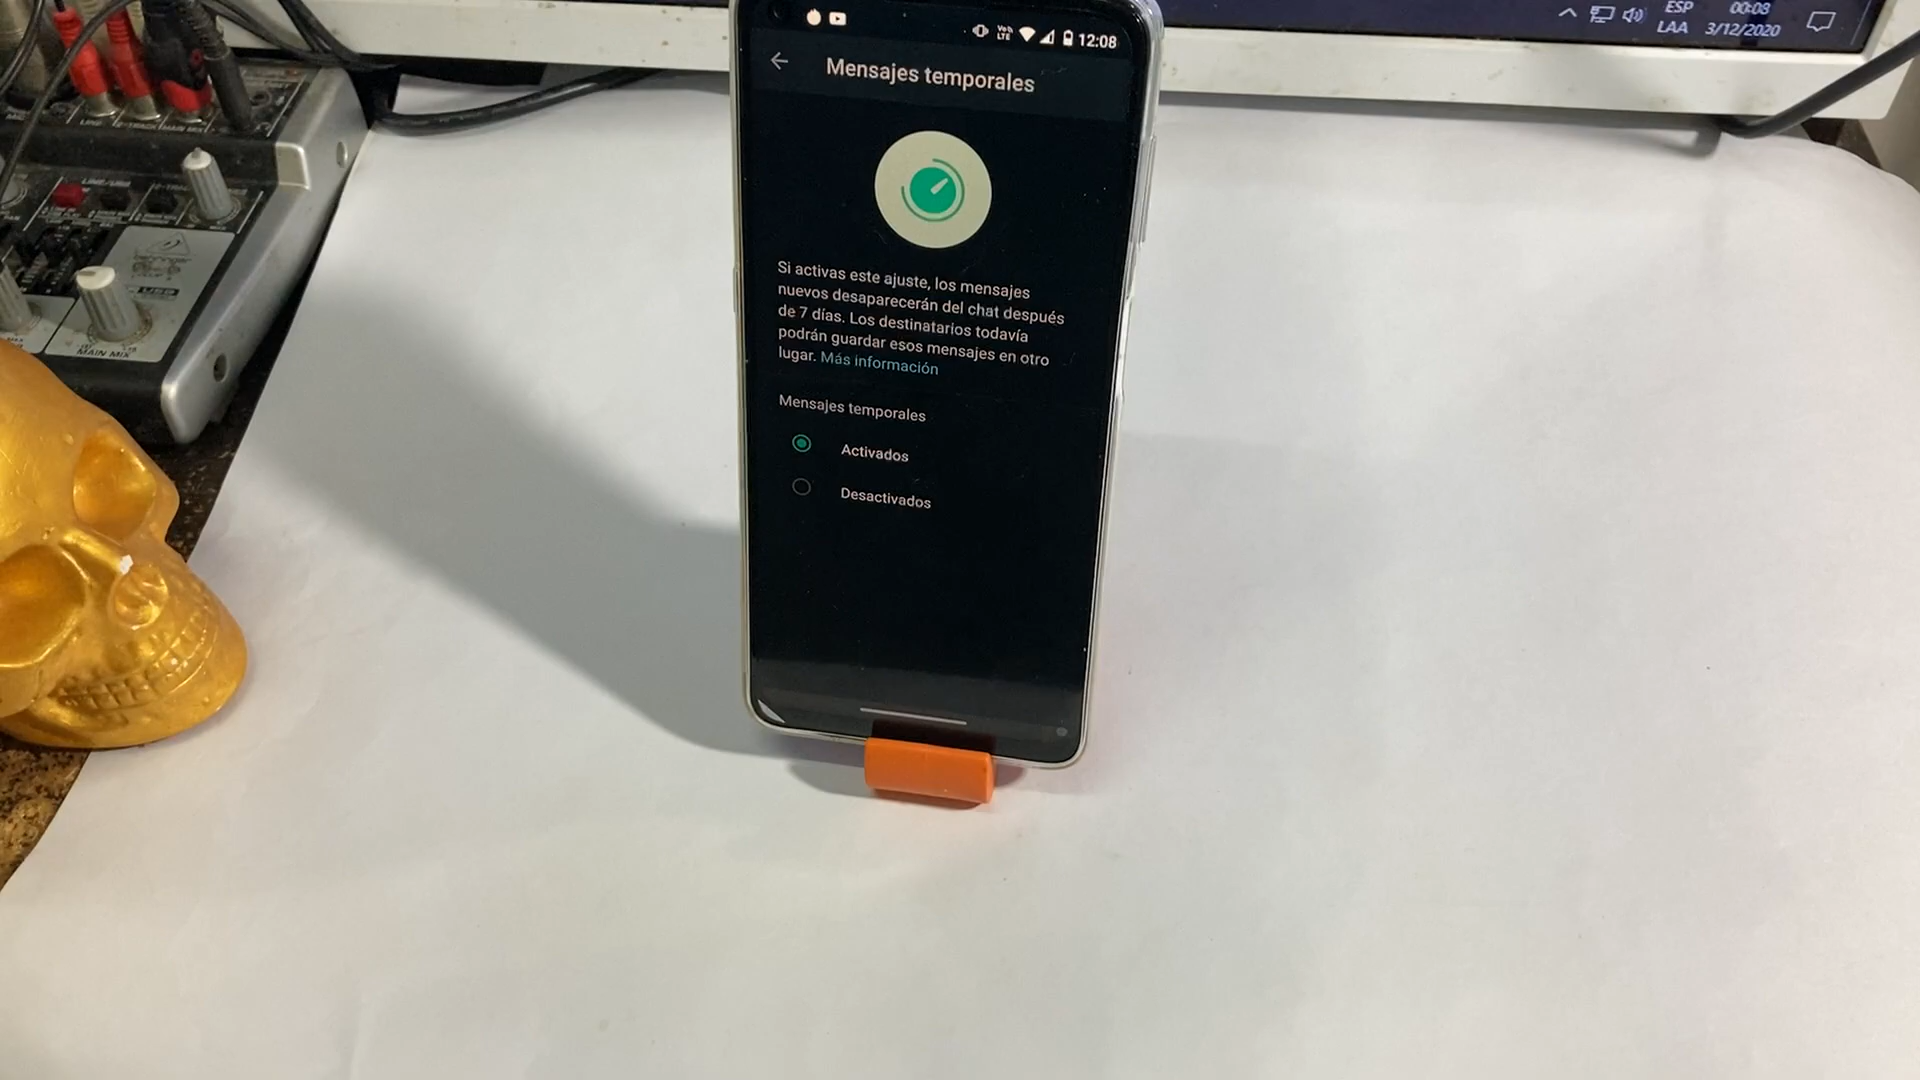 12:08
Mensajes temporales
Si activas este ajuste, los mensajes
nuevos desaparecerán del chat después
de 7 días. Los destinatarios todavía
podrán guardar esos mensajes en otro
lugar. Más información
Mensajes temporales
Activados
Desactivados
ESP
LAA
00:08
3/12/2020
MAIN MIX
MAIN MIX